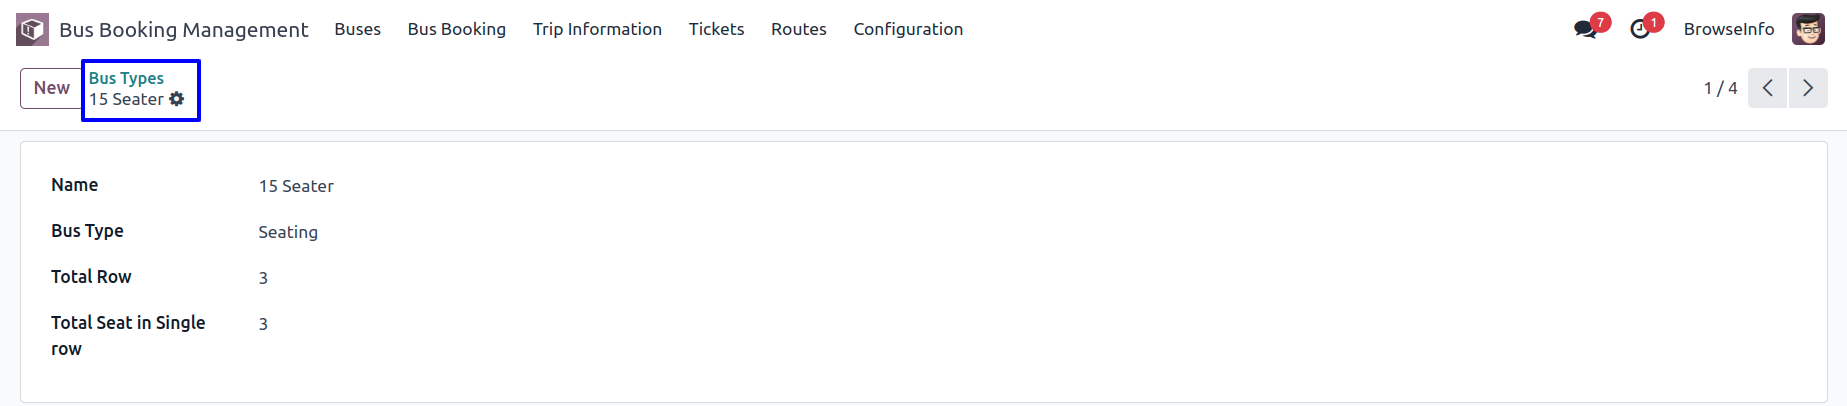 Bus Booking Management Buses Bus Booking Trip Information Tickets Routes Configuration 7 1 BrowseInfo
New Bus Types 1 / 4
15 Seater
Name 15 Seater
Bus Type Seating
Total Row 3
Total Seat in Single 3
row